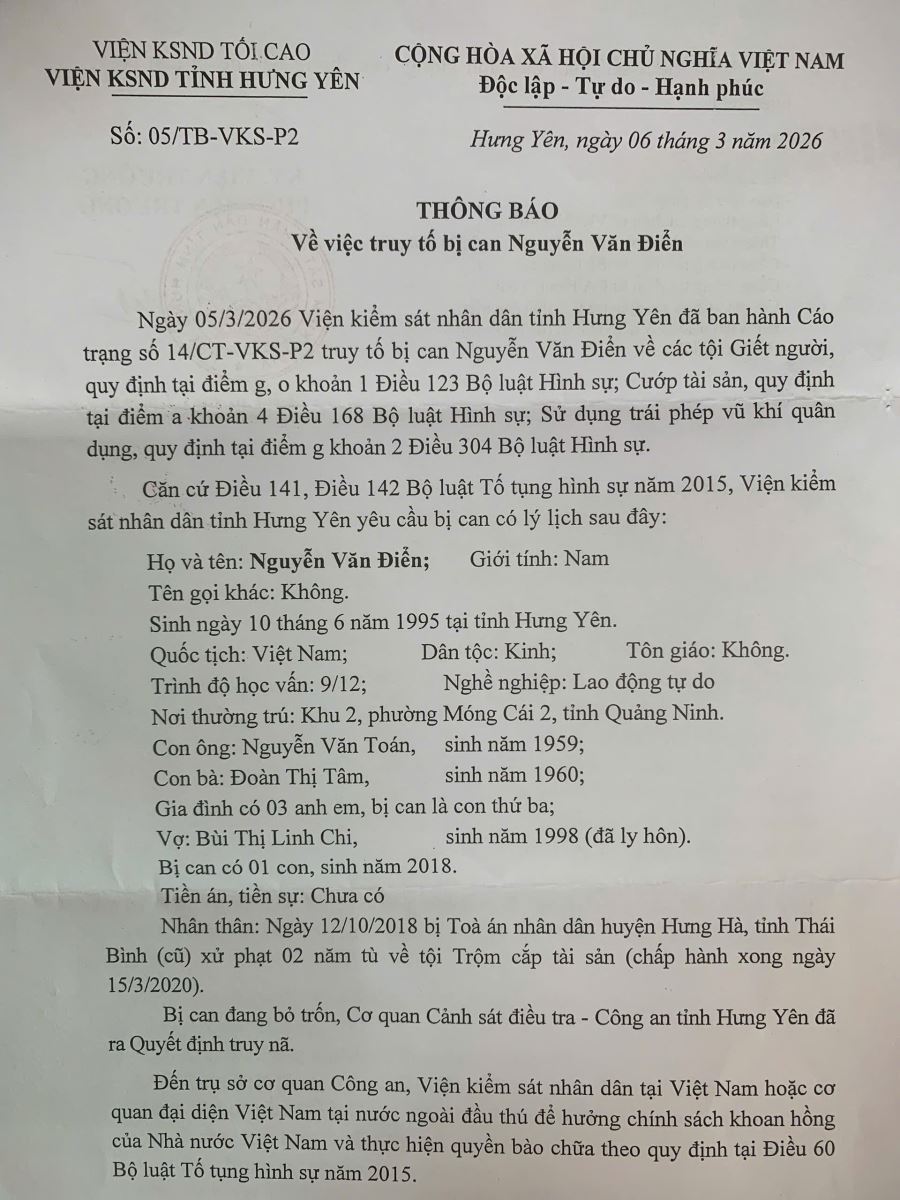 VIỆN KSND TỐI CAO
VIỆN KSND TỈNH HƯNG YÊN
CỘNG HÒA XÃ HỘI CHỦ NGHĨA VIỆT NAM
Độc lập - Tự do - Hạnh phúc
Số: 05/TB-VKS-P2
Hưng Yên, ngày 06 tháng 3 năm 2026
THÔNG BÁO
Về việc truy tố bị can Nguyễn Văn Điển
Ngày 05/3/2026 Viện kiểm sát nhân dân tỉnh Hưng Yên đã ban hành Cáo
trạng số 14/CT-VKS-P2 truy tố bị can Nguyễn Văn Điển về các tội Giết người,
quy định tại điểm g, o khoản 1 Điều 123 Bộ luật Hình sự; Cướp tài sản, quy định
tại điểm a khoản 4 Điều 168 Bộ luật Hình sự; Sử dụng trái phép vũ khí quân
dụng, quy định tại điểm g khoản 2 Điều 304 Bộ luật Hình sự.
Căn cứ Điều 141, Điều 142 Bộ luật Tố tụng hình sự năm 2015, Viện kiểm
sát nhân dân tỉnh Hưng Yên yêu cầu bị can có lý lịch sau đây:
Họ và tên: Nguyễn Văn Điển; Giới tính: Nam
Tên gọi khác: Không.
Sinh ngày 10 tháng 6 năm 1995 tại tỉnh Hưng Yên.
Quốc tịch: Việt Nam; Dân tộc: Kinh; Tôn giáo: Không.
Trình độ học vấn: 9/12; Nghề nghiệp: Lao động tự do
Nơi thường trú: Khu 2, phường Móng Cái 2, tỉnh Quảng Ninh.
Con ông: Nguyễn Văn Toán, sinh năm 1959;
Con bà: Đoàn Thị Tâm, sinh năm 1960;
Gia đình có 03 anh em, bị can là con thứ ba;
Vợ: Bùi Thị Linh Chi, sinh năm 1998 (đã ly hôn).
Bị can có 01 con, sinh năm 2018.
Tiền án, tiền sự: Chưa có
Nhân thân: Ngày 12/10/2018 bị Toà án nhân dân huyện Hưng Hà, tỉnh Thái
Bình (cũ) xử phạt 02 năm tù về tội Trộm cắp tài sản (chấp hành xong ngày
15/3/2020).
Bị can đang bỏ trốn, Cơ quan Cảnh sát điều tra - Công an tỉnh Hưng Yên đã
ra Quyết định truy nã.
Đến trụ sở cơ quan Công an, Viện kiểm sát nhân dân tại Việt Nam hoặc cơ
quan đại diện Việt Nam tại nước ngoài đầu thú để hưởng chính sách khoan hồng
của Nhà nước Việt Nam và thực hiện quyền bào chữa theo quy định tại Điều 60
Bộ luật Tố tụng hình sự năm 2015.